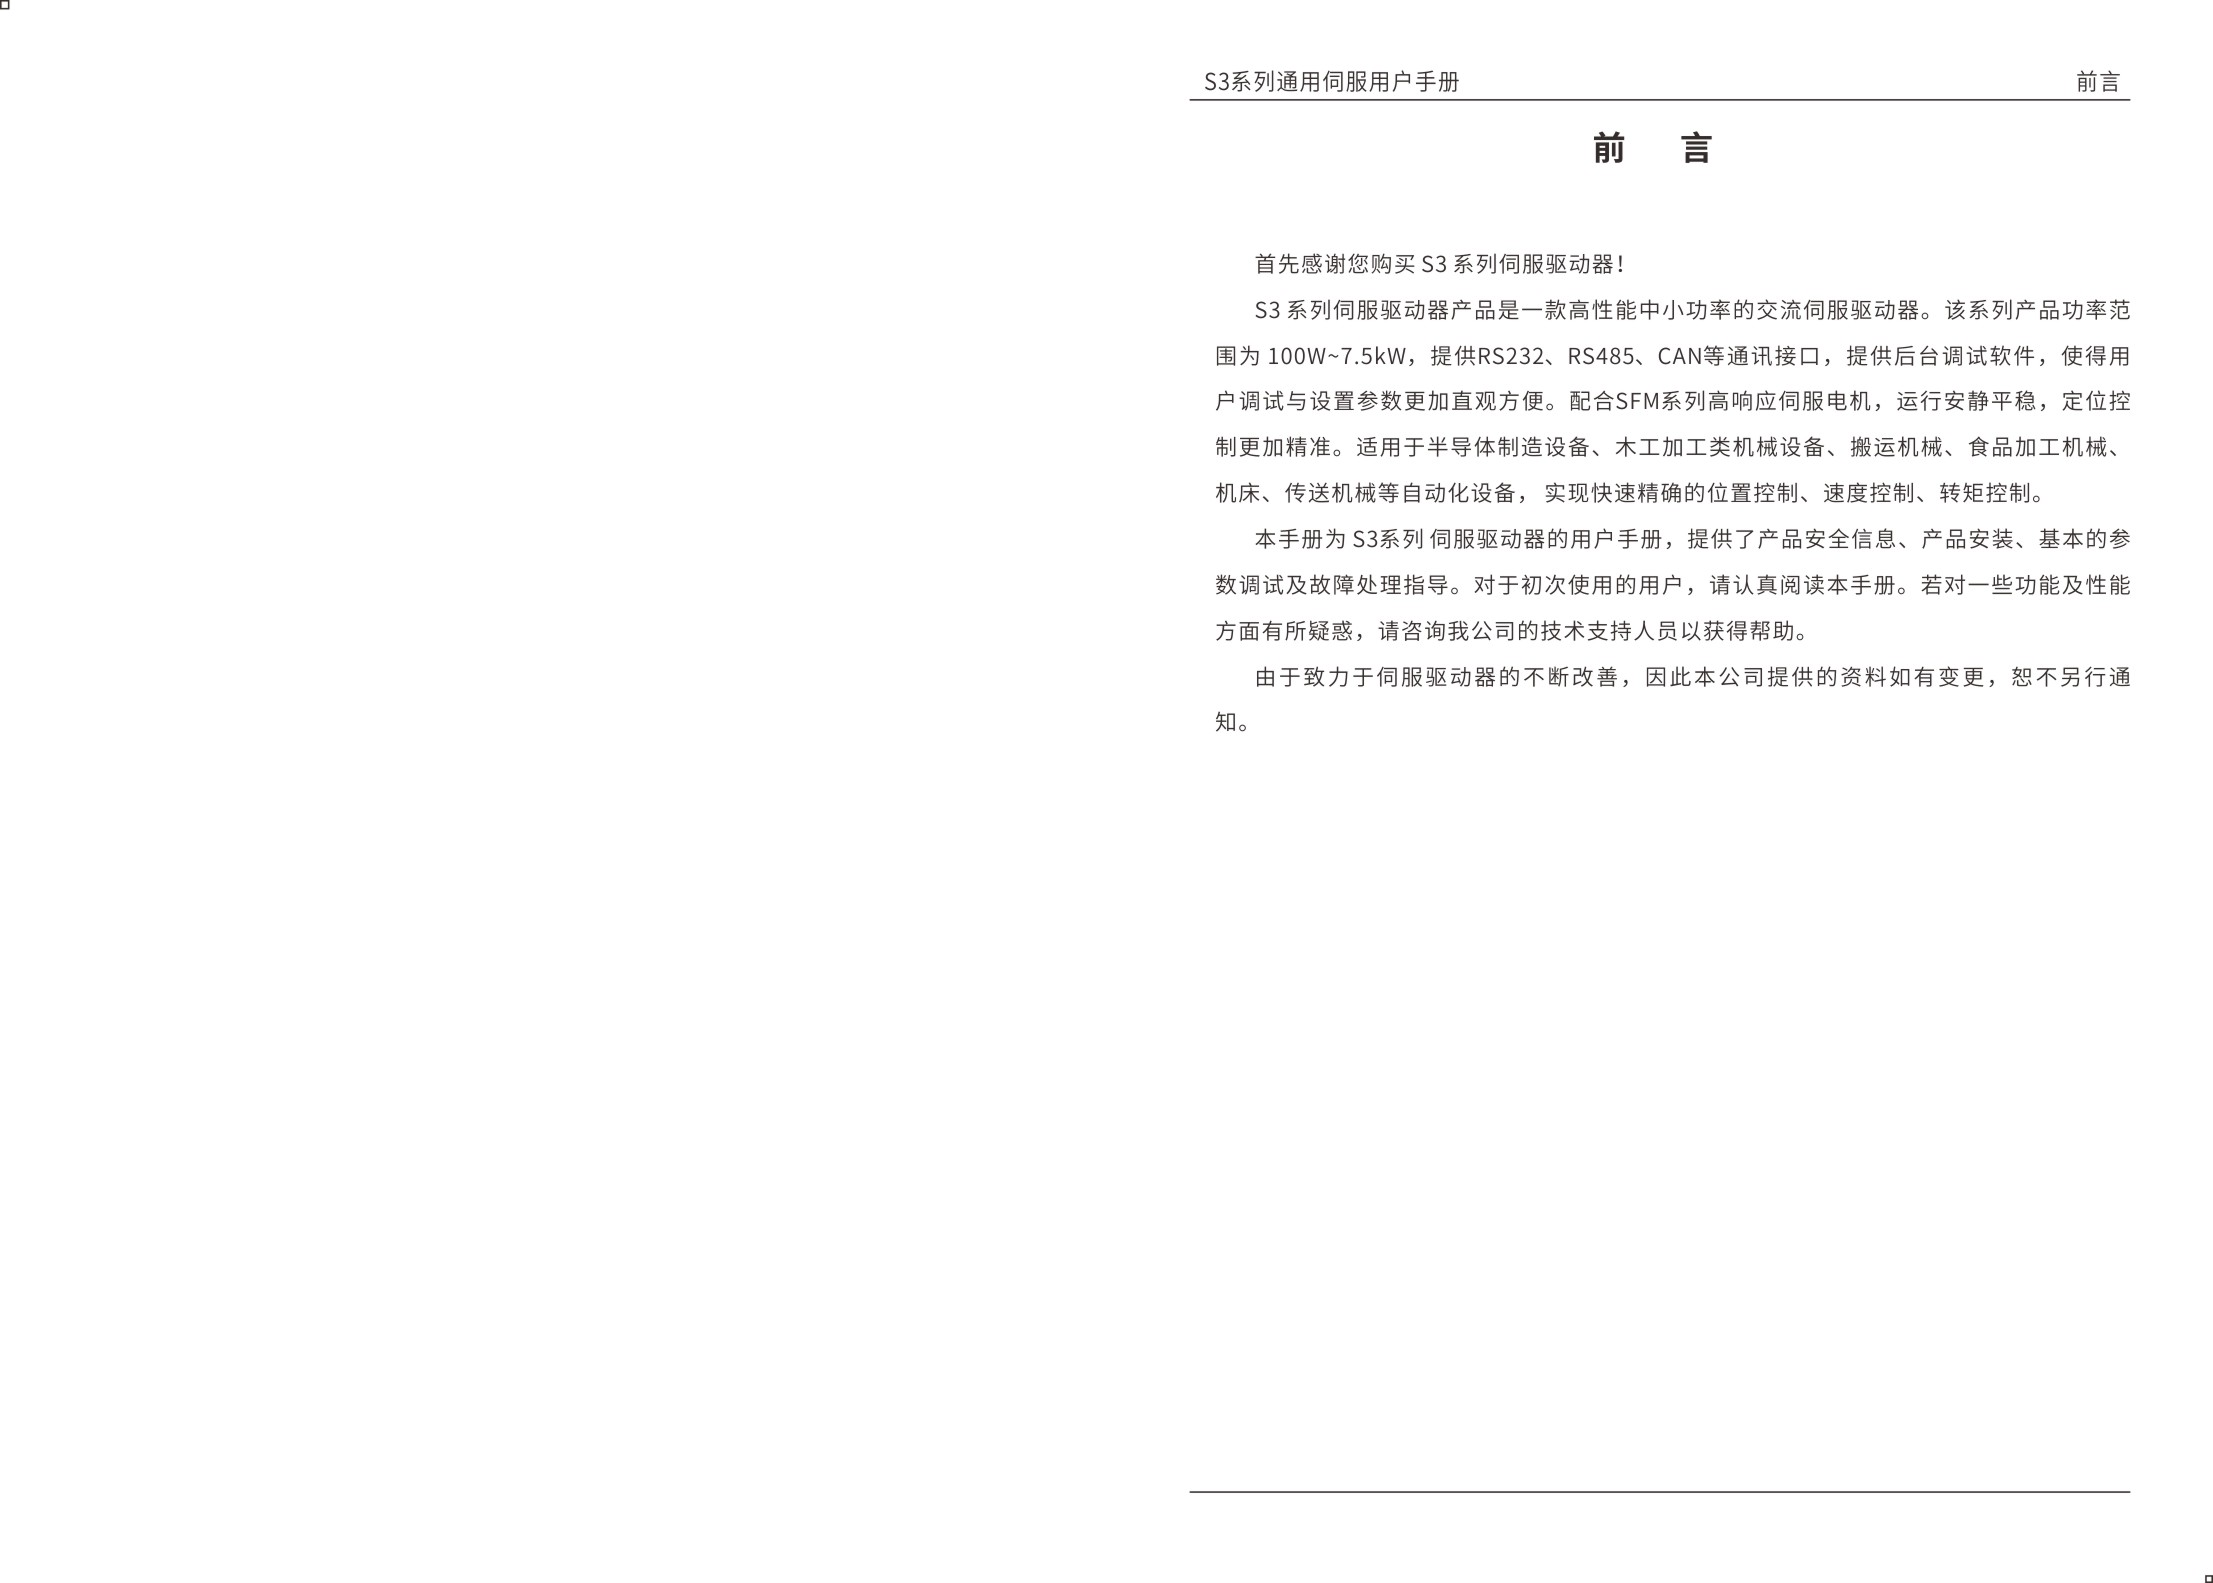 S3系列通用伺服用户手册 前言
前 言
首先感谢您购买 S3 系列伺服驱动器！
S3 系列伺服驱动器产品是一款高性能中小功率的交流伺服驱动器。该系列产品功率范
围为 100W~7.5kW，提供RS232、RS485、CAN等通讯接口，提供后台调试软件，使得用
户调试与设置参数更加直观方便。配合SFM系列高响应伺服电机，运行安静平稳，定位控
制更加精准。适用于半导体制造设备、木工加工类机械设备、搬运机械、食品加工机械、
机床、传送机械等自动化设备， 实现快速精确的位置控制、速度控制、转矩控制。
本手册为 S3系列 伺服驱动器的用户手册，提供了产品安全信息、产品安装、基本的参
数调试及故障处理指导。对于初次使用的用户，请认真阅读本手册。若对一些功能及性能
方面有所疑惑，请咨询我公司的技术支持人员以获得帮助。
由于致力于伺服驱动器的不断改善，因此本公司提供的资料如有变更，恕不另行通
知。